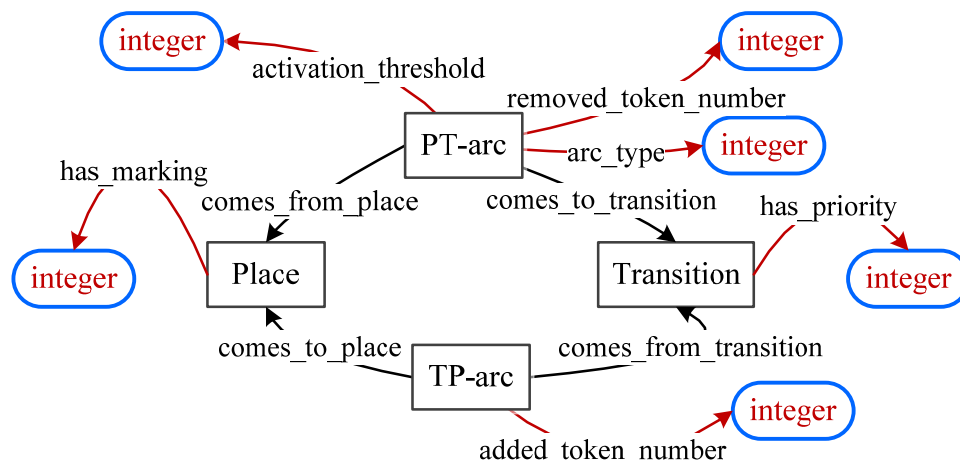 integer
integer
activation_threshold
removed_token_number
PT-arc
arc_type
integer
has_marking
comes_from_place
comes_to_transition
has_priority
integer
Place
Transition
integer
comes_to_place
comes_from_transition
TP-arc
integer
added_token_number